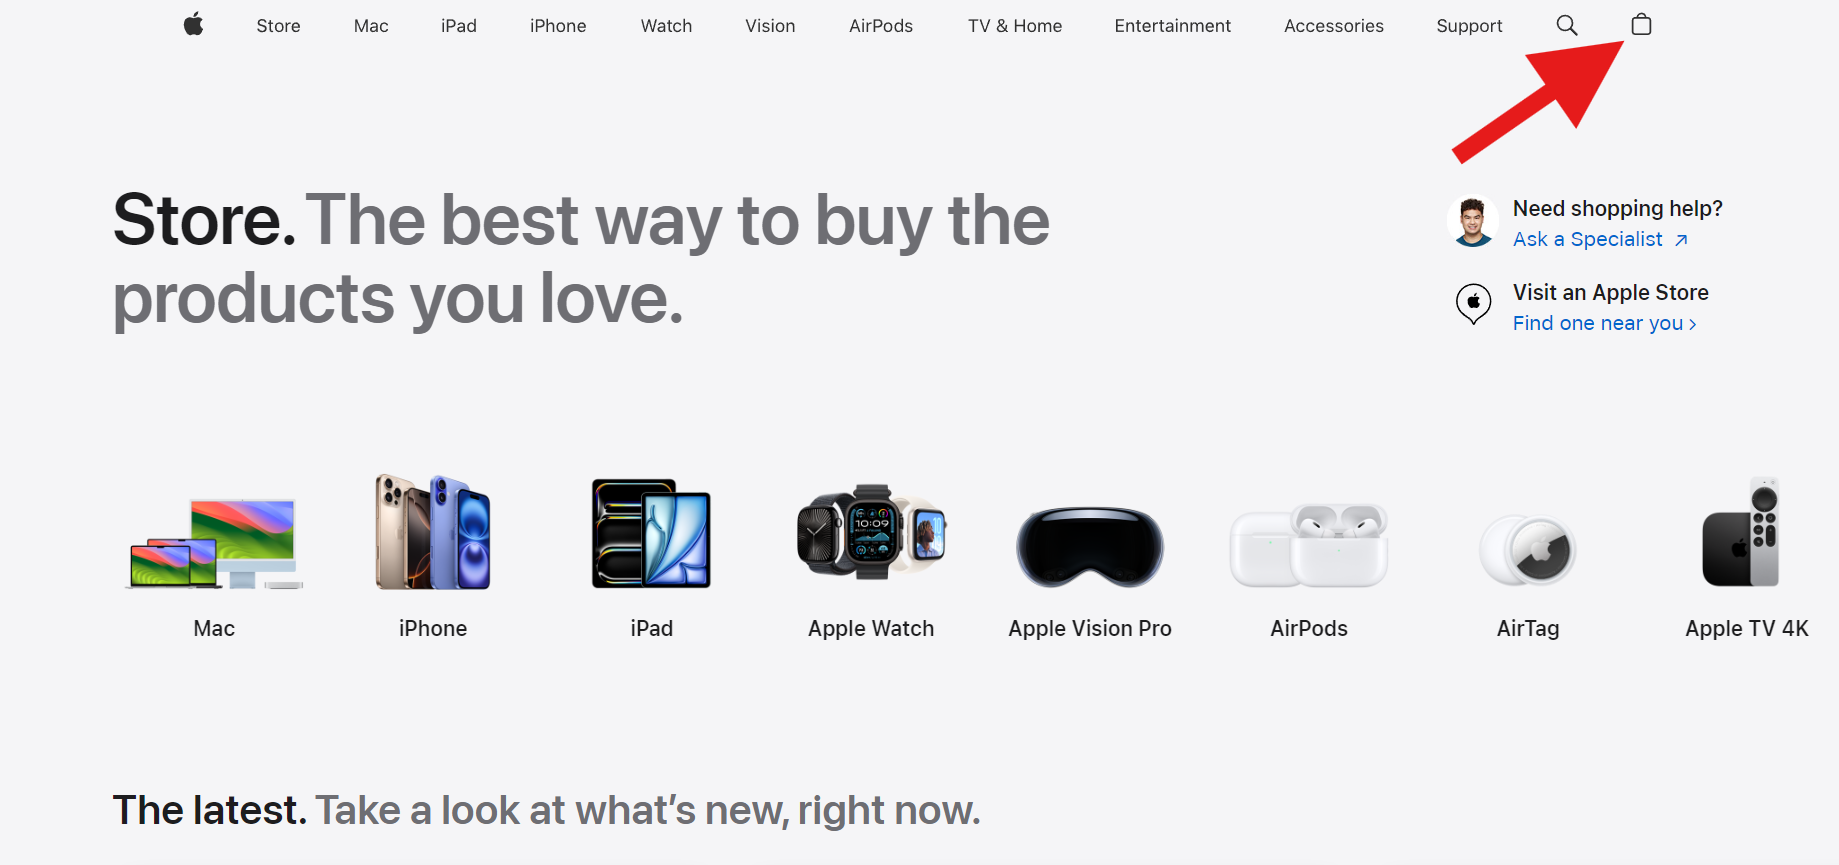 Store Mac iPad iPhone Watch Vision AirPods TV & Home Entertainment Accessories Support
Store. The best way to buy the
products you love.
Need shopping help?
Ask a Specialist ↗
Visit an Apple Store
Find one near you >
10:09
Mac iPhone iPad Apple Watch Apple Vision Pro AirPods AirTag Apple TV 4K
The latest. Take a look at what’s new, right now.